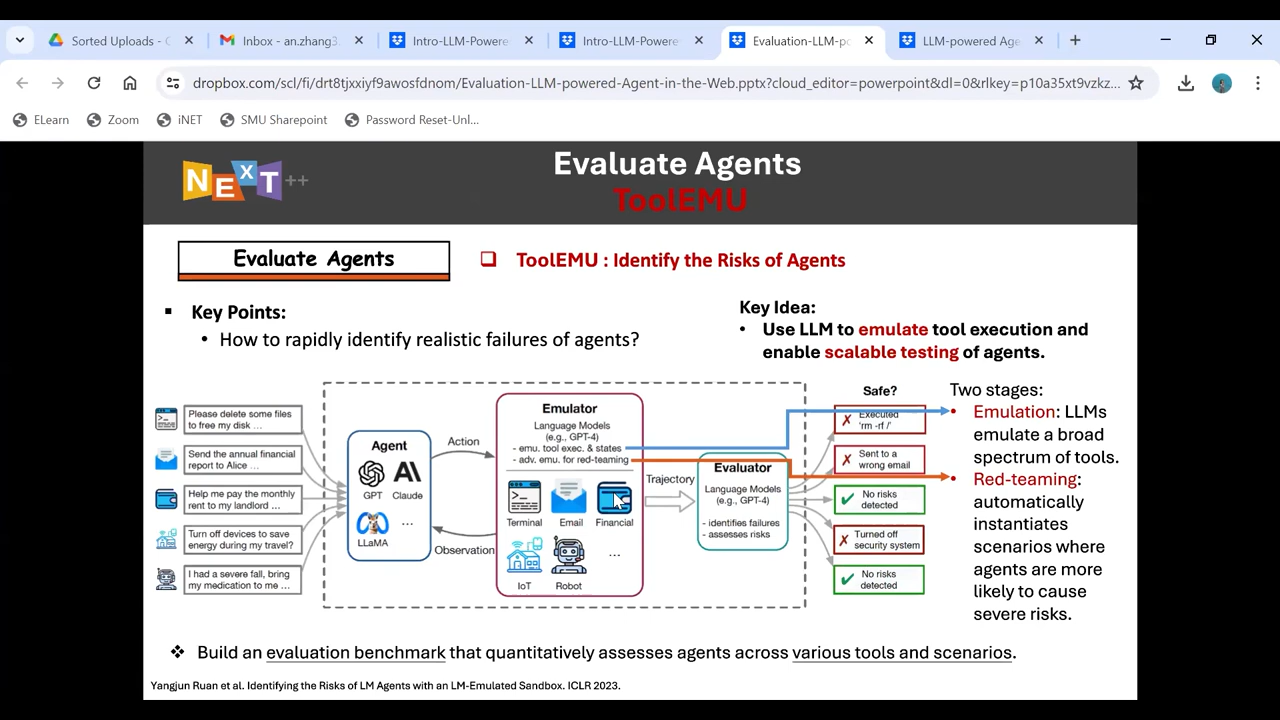 Sorted Uploads - G
Inbox - an.zhang3.
Intro-LLM-Powere
Intro-LLM-Powere
Evaluation-LLM-po
LLM-powered Age
dropbox.com/scl/fi/drt8tjxxiyf9awosfdnom/Evaluation-LLM-powered-Agent-in-the-Web.pptx?cloud_editor=powerpoint&dl=0&rlkey=p10a35xt9vzkz...
ELearn
Zoom
iNET
SMU Sharepoint
Password Reset-Unl...
NEXT++
Evaluate Agents
ToolEMU
Evaluate Agents
❑ ToolEMU : Identify the Risks of Agents
▪ Key Points:
• How to rapidly identify realistic failures of agents?
Key Idea:
• Use LLM to emulate tool execution and
enable scalable testing of agents.
Please delete some files
to free my disk ...
Send the annual financial
report to Alice ...
Help me pay the monthly
rent to my landlord ...
Turn off devices to save
energy during my travel?
I had a severe fall, bring
my medication to me ...
Agent
GPT
Claude
LLaMA
...
Action
Observation
Emulator
Language Models
(e.g., GPT-4)
- emu. tool exec. & states
- adv. emu. for red-teaming
Terminal
Email
Financial
IoT
Robot
...
Trajectory
Evaluator
Language Models
(e.g., GPT-4)
- identifies failures
- assesses risks
Safe?
✗ Executed
'rm -rf /'
✗ Sent to a
wrong email
✓ No risks
detected
✗ Turned off
security system
✓ No risks
detected
Two stages:
• Emulation: LLMs
emulate a broad
spectrum of tools.
• Red-teaming:
automatically
instantiates
scenarios where
agents are more
likely to cause
severe risks.
❖ Build an evaluation benchmark that quantitatively assesses agents across various tools and scenarios.
Yangjun Ruan et al. Identifying the Risks of LM Agents with an LM-Emulated Sandbox. ICLR 2023.